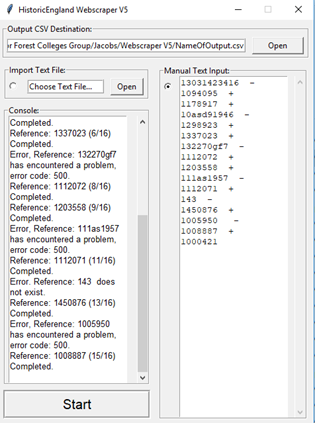 HistoricEngland Webscraper V5
Output CSV Destination:
r Forest Colleges Group/Jacobs/Webscraper V5/NameOfOutput.csv
Open
Import Text File:
Choose Text File...
Open
Console:
Completed.
Reference: 1337023 (6/16)
Completed.
Error, Reference: 132270gf7
has encountered a problem,
error code: 500.
Reference: 1112072 (8/16)
Completed.
Reference: 1203558 (9/16)
Completed.
Error, Reference: 111as1957
has encountered a problem,
error code: 500.
Reference: 1112071 (11/16)
Completed.
Error. Reference: 143 does
not exist.
Reference: 1450876 (13/16)
Completed.
Error, Reference: 1005950
has encountered a problem,
error code: 500.
Reference: 1008887 (15/16)
Completed.
Start
Manual Text Input:
13031423416 -
1094095 +
1178917 +
10asd91946 -
1298923 +
1337023 +
132270gf7 -
1112072 +
1203558 +
111as1957 -
1112071 +
143 -
1450876 +
1005950 -
1008887 +
1000421